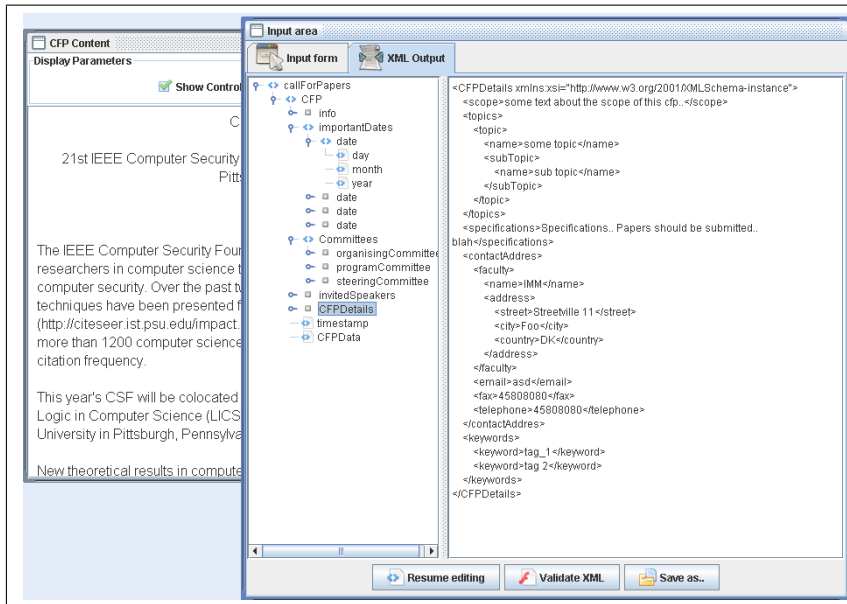 CFP Content
Display Parameters
Show Control
C
21st IEEE Computer Security
Pitts
The IEEE Computer Security Foun
researchers in computer science t
computer security. Over the past tw
techniques have been presented f
(http://citeseer.ist.psu.edu/impact.
more than 1200 computer science
citation frequency.
This year's CSF will be colocated
Logic in Computer Science (LICS
University in Pittsburgh, Pennsylva
New theoretical results in compute
Input area
Input form
XML Output
callForPapers
CFP
info
importantDates
date
day
month
year
date
date
date
Committees
organisingCommittee
programCommittee
steeringCommittee
invitedSpeakers
CFPDetails
timestamp
CFPData
<CFPDetails xmlns:xsi="http://www.w3.org/2001/XMLSchema-instance">
<scope>some text about the scope of this cfp..</scope>
<topics>
<topic>
<name>some topic</name>
<subTopic>
<name>sub topic</name>
</subTopic>
</topic>
</topics>
<specifications>Specifications.. Papers should be submitted..
blah</specifications>
<contactAddres>
<faculty>
<name>IMM</name>
<address>
<street>Streetville 11</street>
<city>Foo</city>
<country>DK</country>
</address>
</faculty>
<email>asd</email>
<fax>45808080</fax>
<telephone>45808080</telephone>
</contactAddres>
<keywords>
<keyword>tag_1</keyword>
<keyword>tag 2</keyword>
</keywords>
</CFPDetails>
Resume editing
Validate XML
Save as..